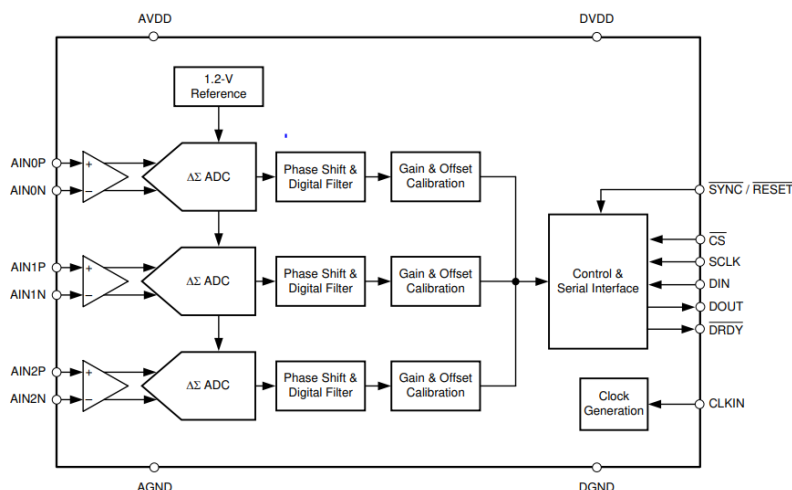 AVDD
DVDD
1.2-V
Reference
AIN0P
+
AIN0N
−
ΔΣ ADC
Phase Shift &
Digital Filter
Gain & Offset
Calibration
SYNC / RESET
AIN1P
+
AIN1N
−
ΔΣ ADC
Phase Shift &
Digital Filter
Gain & Offset
Calibration
Control &
Serial Interface
CS
SCLK
DIN
DOUT
DRDY
AIN2P
+
AIN2N
−
ΔΣ ADC
Phase Shift &
Digital Filter
Gain & Offset
Calibration
Clock
Generation
CLKIN
AGND
DGND